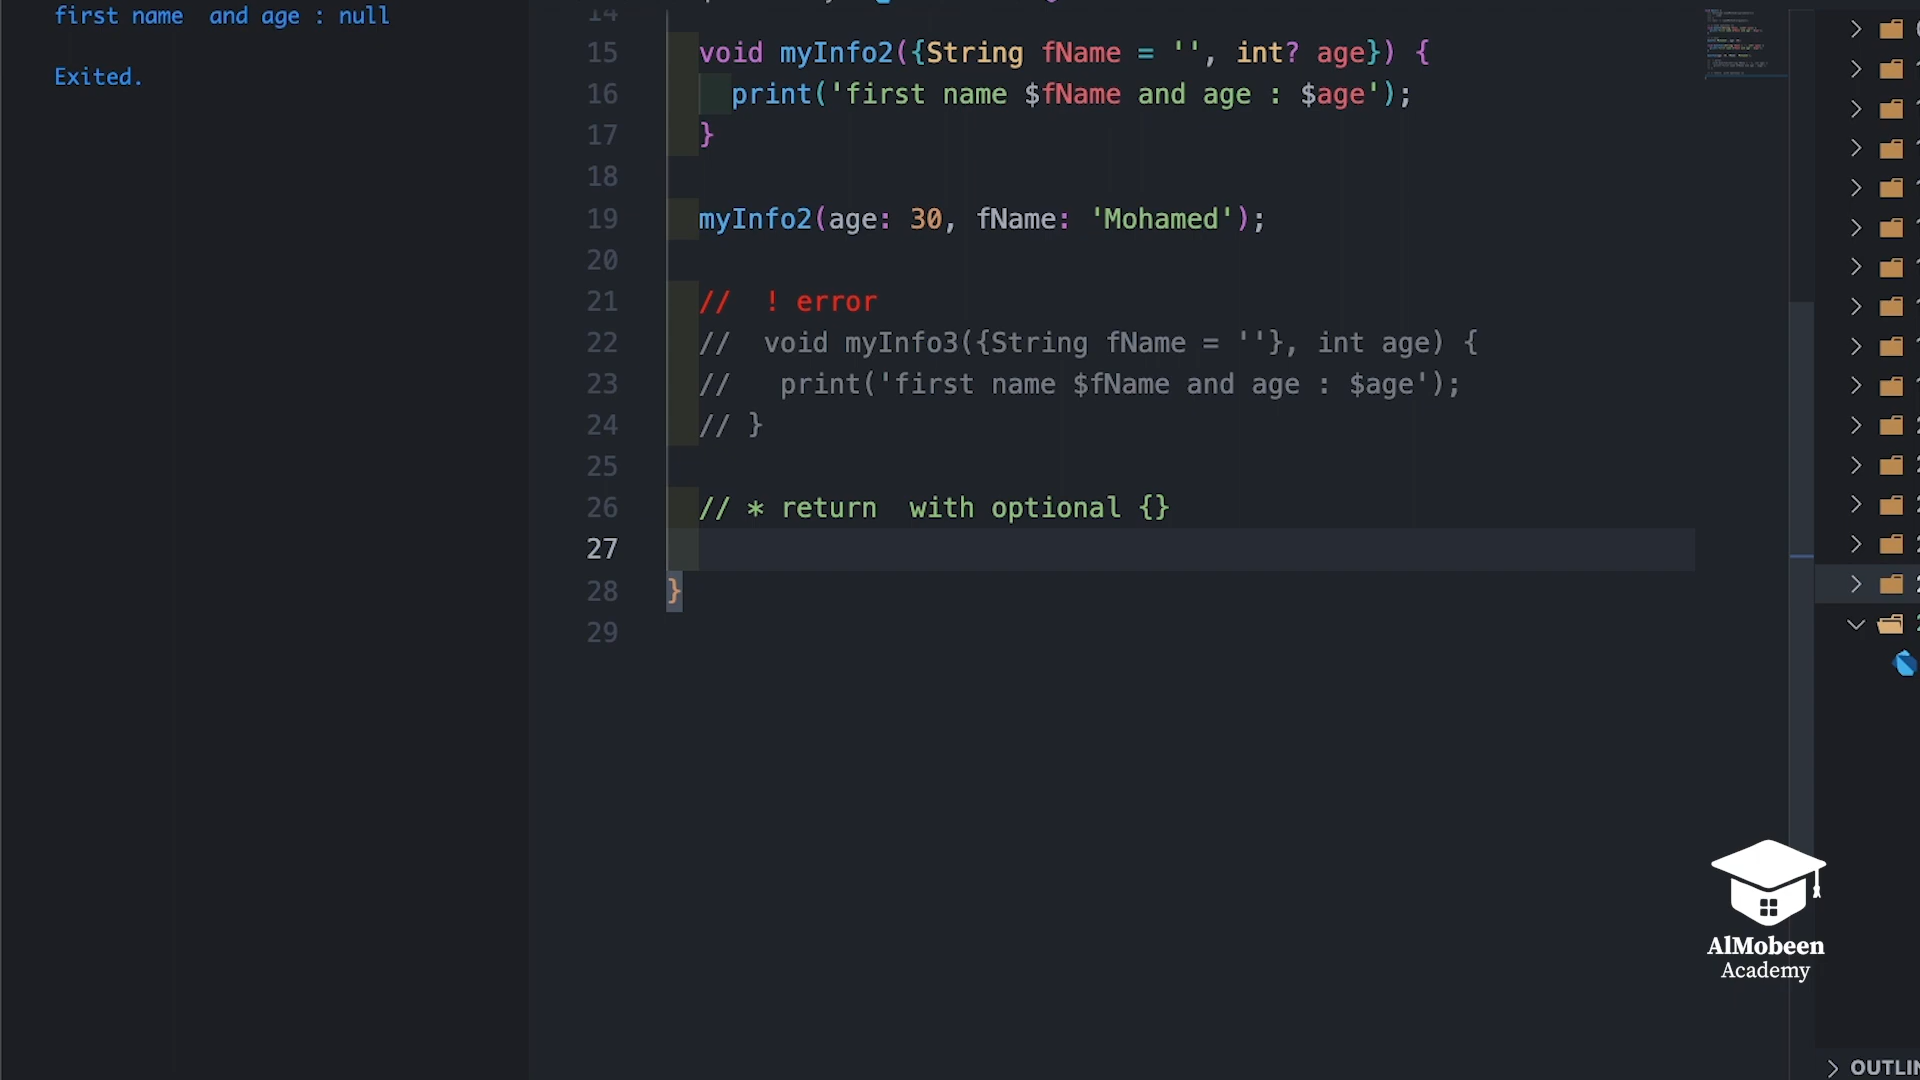 first name  and age : null
Exited.
14
15 void myInfo2({String fName = '', int? age}) {
16 print('first name $fName and age : $age');
17 }
18
19 myInfo2(age: 30, fName: 'Mohamed');
20
21 //  ! error
22 //  void myInfo3({String fName = ''}, int age) {
23 //   print('first name $fName and age : $age');
24 // }
25
26 // * return  with optional {}
27
28 }
29
AlMobeen
Academy